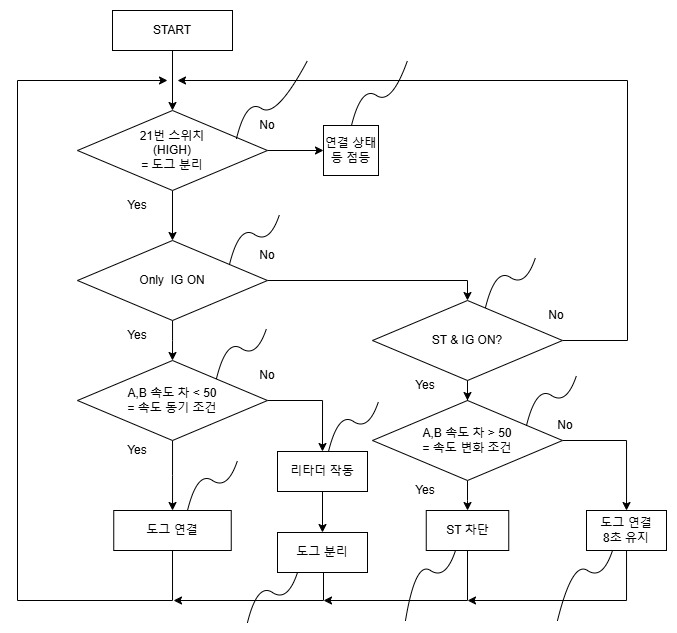 START
21번 스위치
(HIGH)
= 도그 분리
No
연결 상태
등 점등
Yes
Only  IG ON
No
ST & IG ON?
No
Yes
A,B 속도 차 < 50
= 속도 동기 조건
No
Yes
A,B 속도 차 > 50
= 속도 변화 조건
No
Yes
리타더 작동
도그 연결
도그 분리
ST 차단
도그 연결
8초 유지